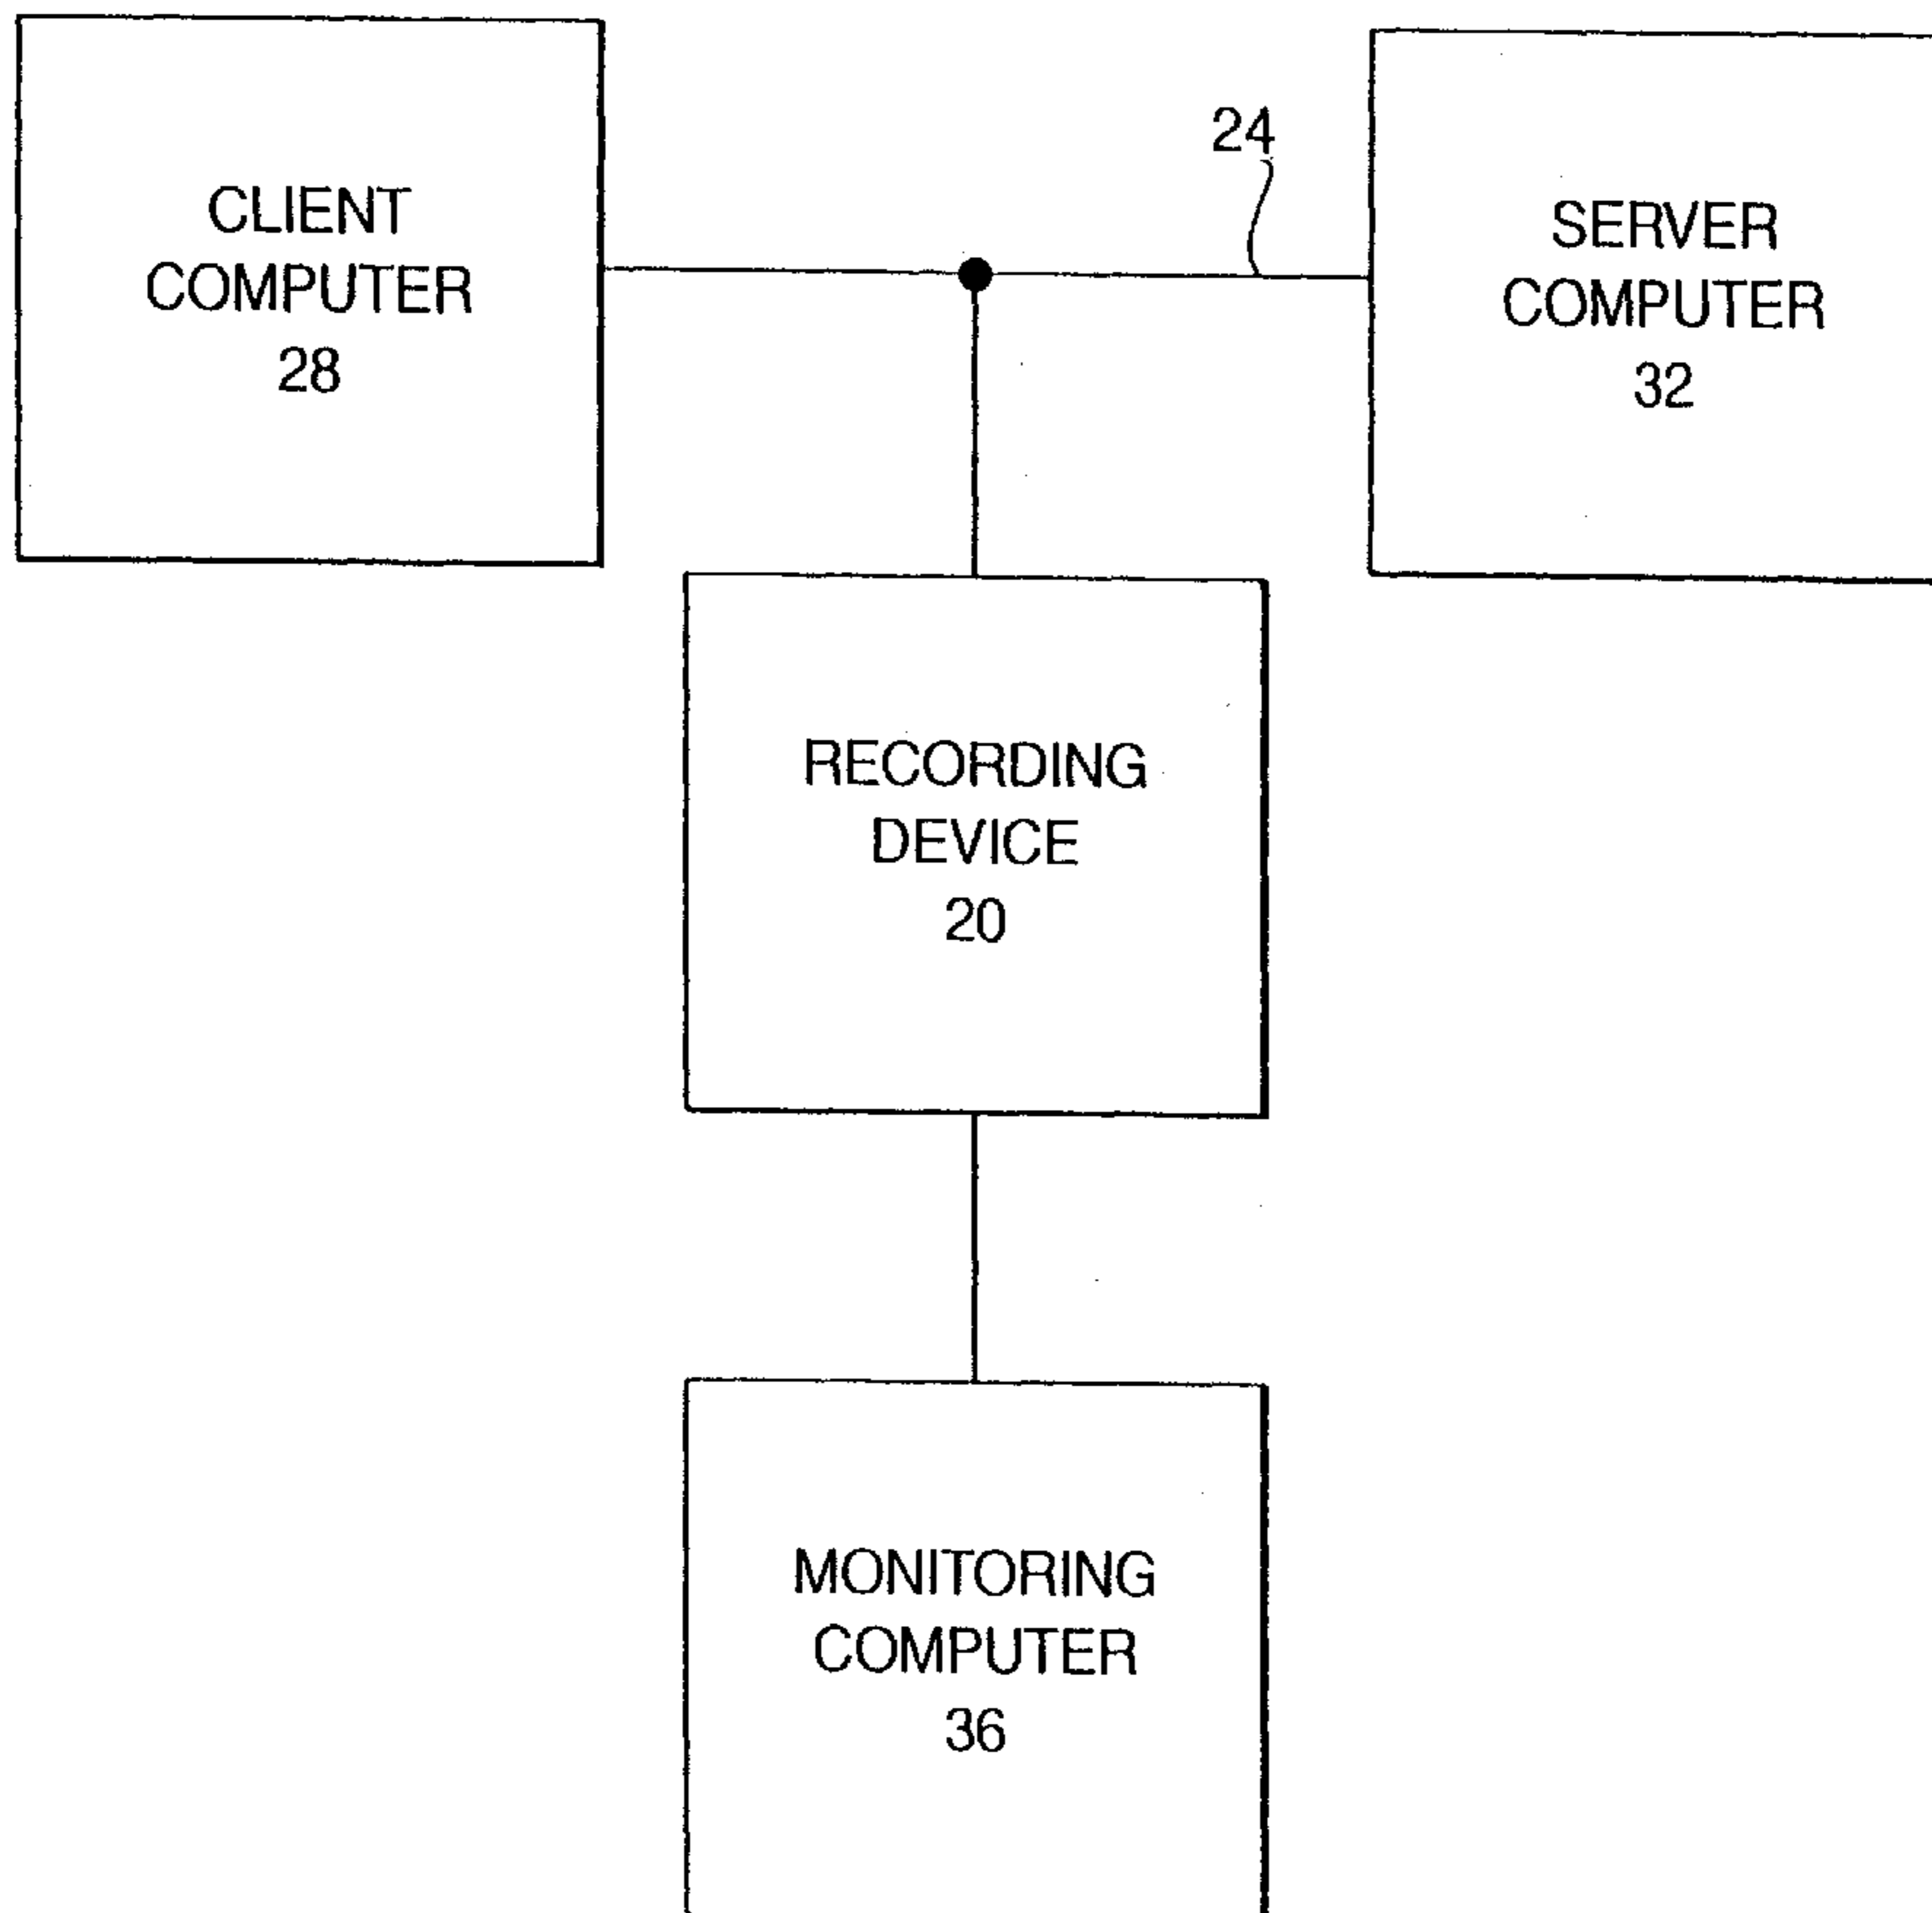 CLIENT
COMPUTER
28
24
SERVER
COMPUTER
32
RECORDING
DEVICE
20
MONITORING
COMPUTER
36